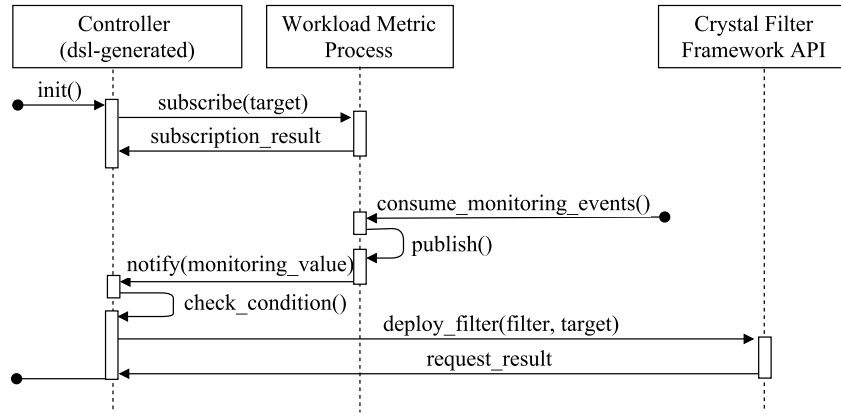 Controller
(dsl-generated)
Workload Metric
Process
Crystal Filter
Framework API
init()
subscribe(target)
subscription_result
consume_monitoring_events()
publish()
notify(monitoring_value)
check_condition()
deploy_filter(filter, target)
request_result